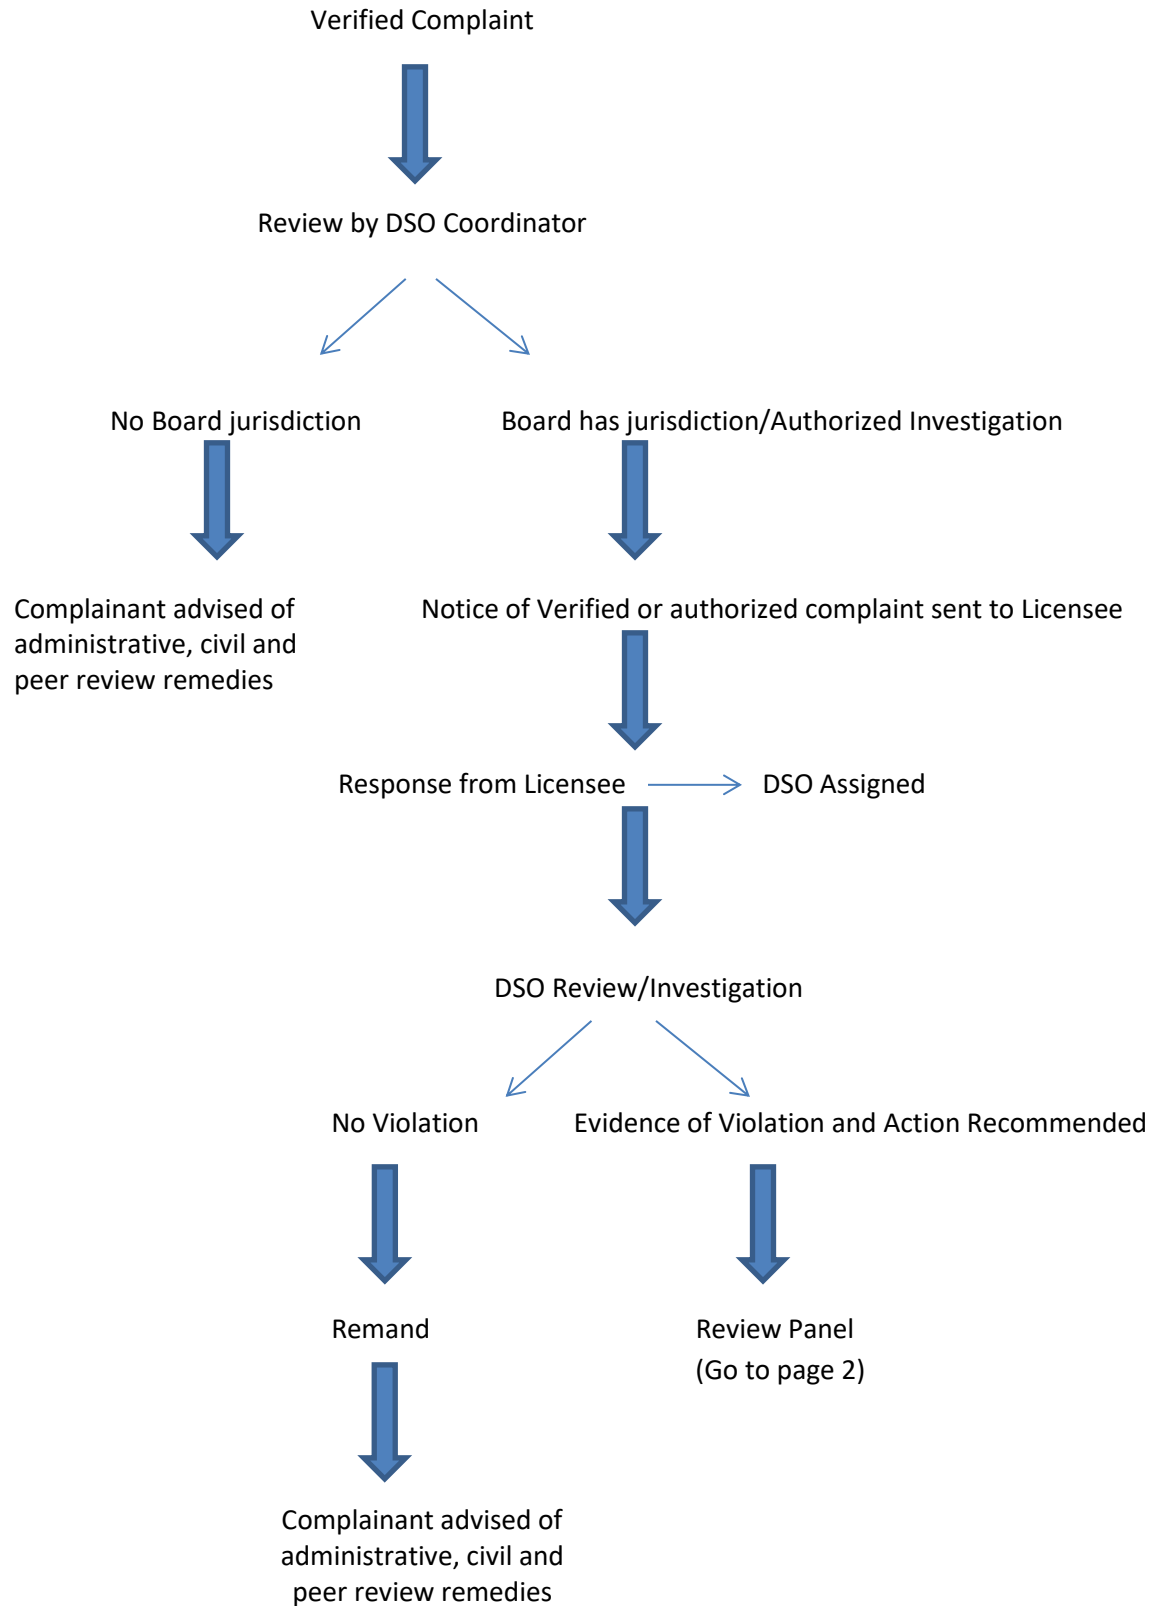 Verified Complaint
Review by DSO Coordinator
No Board jurisdiction
Board has jurisdiction/Authorized Investigation
Complainant advised of
administrative, civil and
peer review remedies
Notice of Verified or authorized complaint sent to Licensee
Response from Licensee
DSO Assigned
DSO Review/Investigation
No Violation
Evidence of Violation and Action Recommended
Remand
Review Panel
(Go to page 2)
Complainant advised of
administrative, civil and
peer review remedies